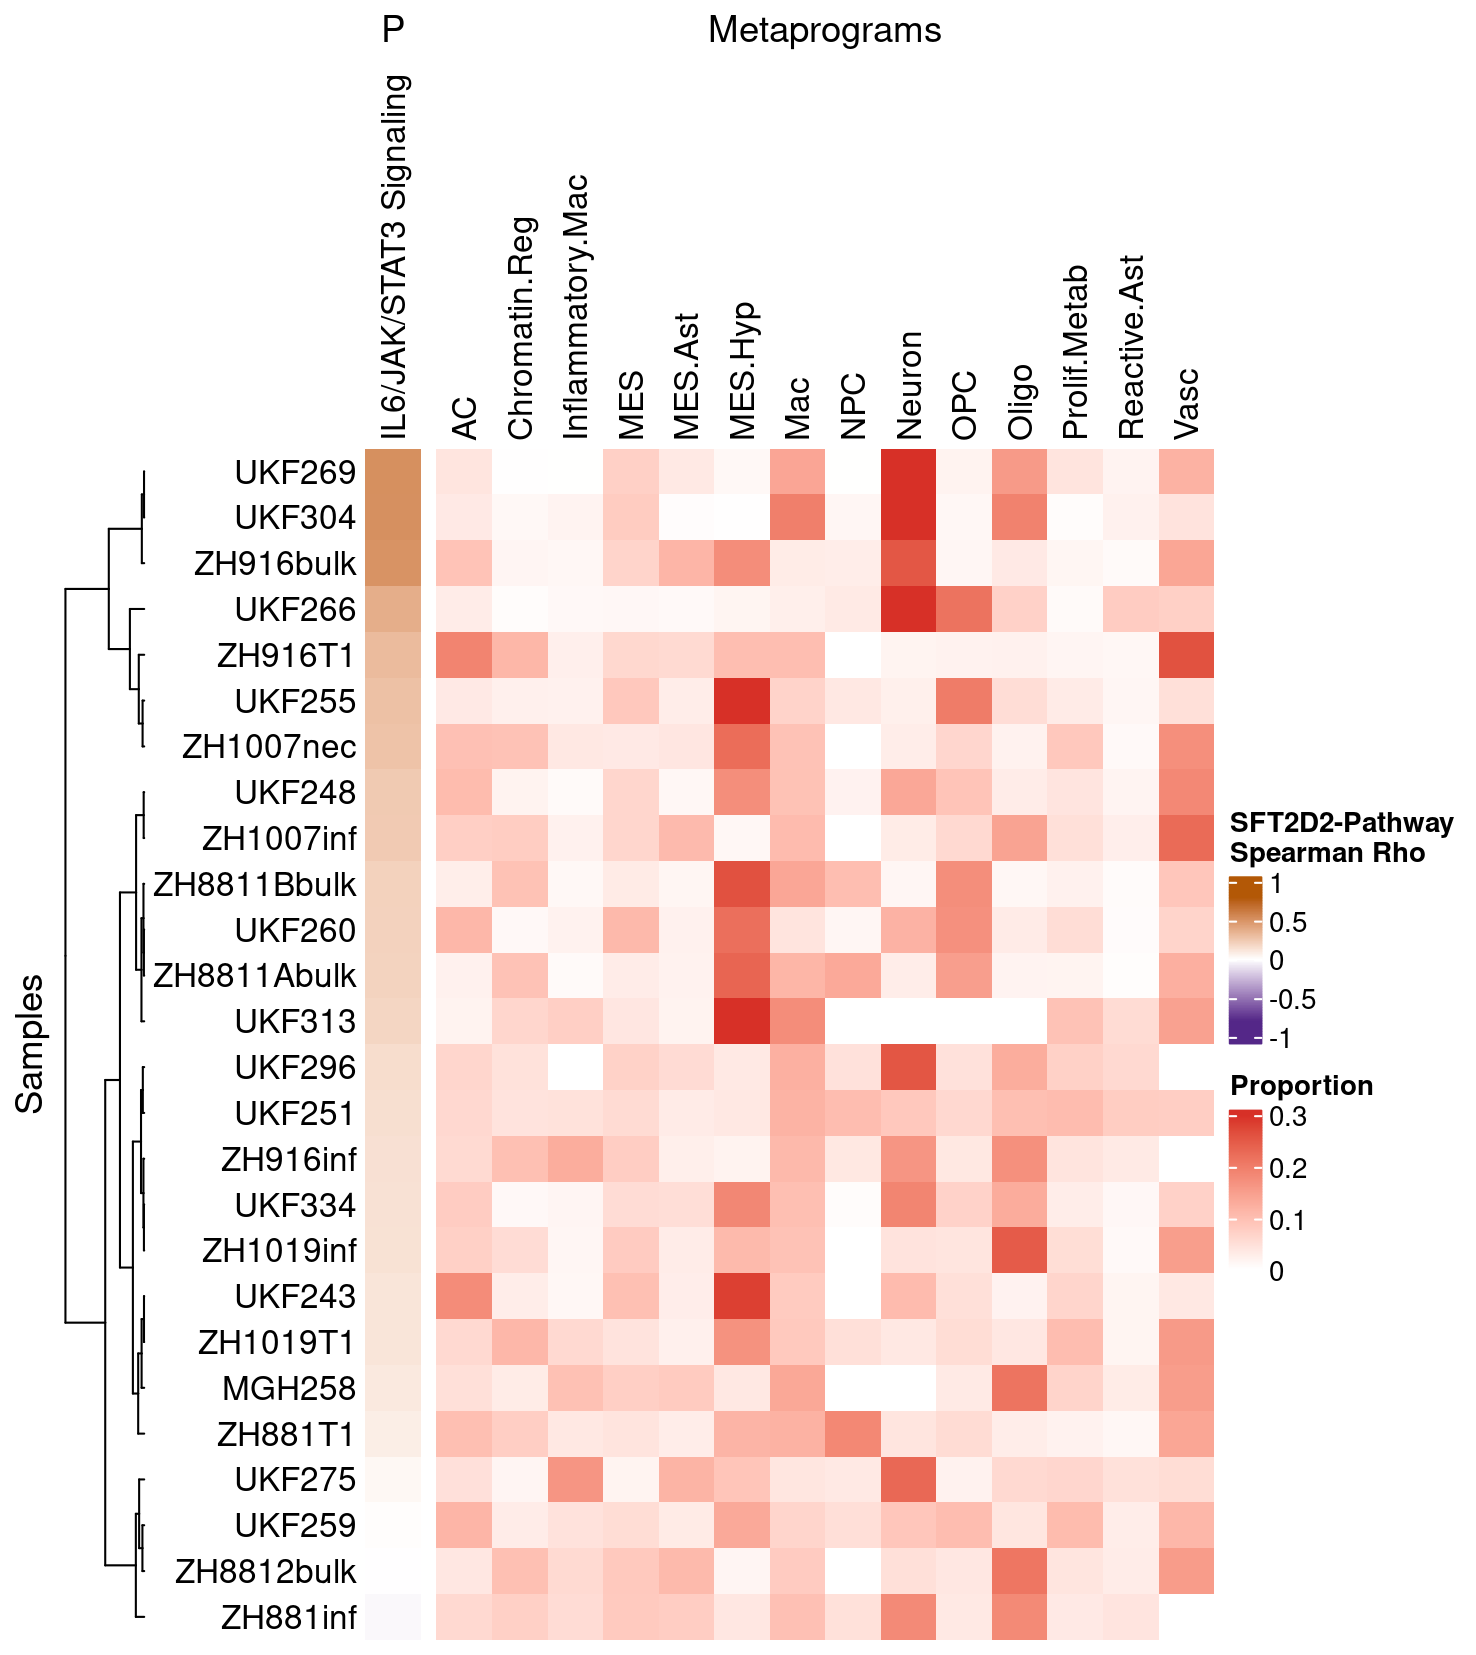 P
Metaprograms
IL6/JAK/STAT3 Signaling
AC
Chromatin.Reg
Inflammatory.Mac
MES
MES.Ast
MES.Hyp
Mac
NPC
Neuron
OPC
Oligo
Prolif.Metab
Reactive.Ast
Vasc
Samples
UKF269
UKF304
ZH916bulk
UKF266
ZH916T1
UKF255
ZH1007nec
UKF248
ZH1007inf
ZH8811Bbulk
UKF260
ZH8811Abulk
UKF313
UKF296
UKF251
ZH916inf
UKF334
ZH1019inf
UKF243
ZH1019T1
MGH258
ZH881T1
UKF275
UKF259
ZH8812bulk
ZH881inf
SFT2D2-Pathway
Spearman Rho
1
0.5
0
-0.5
-1
Proportion
0.3
0.2
0.1
0